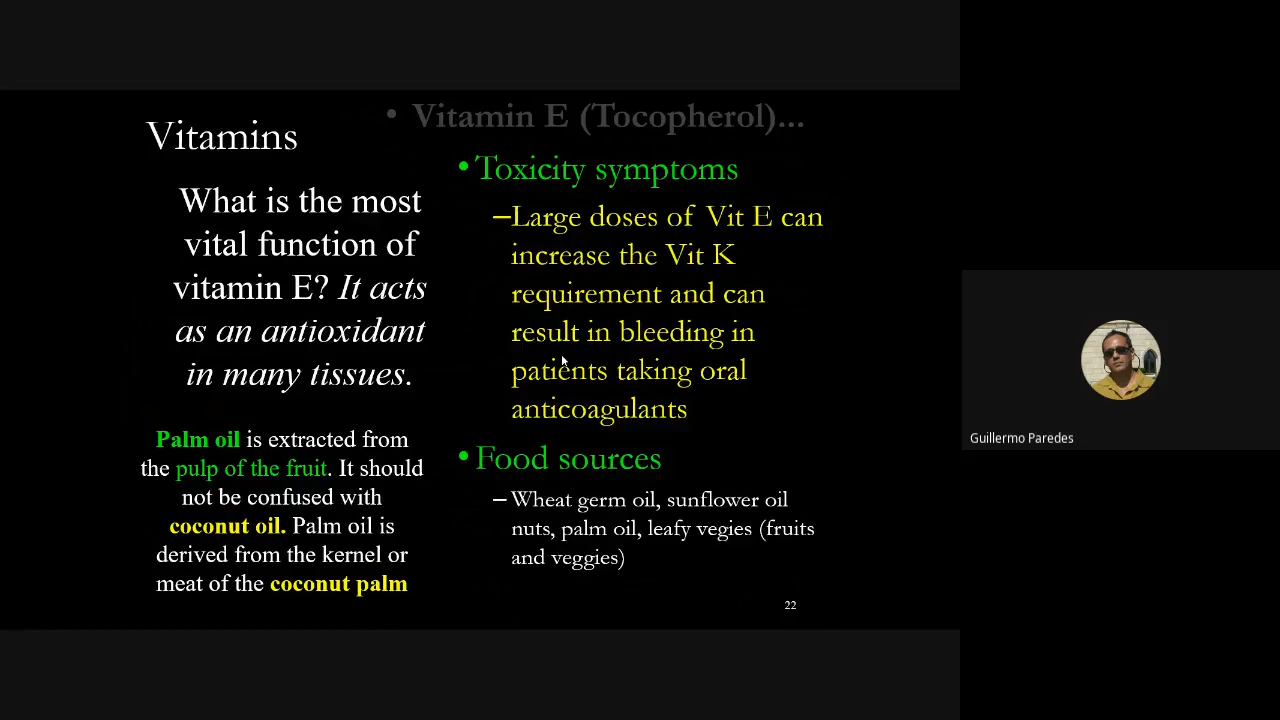 Vitamins
What is the most
vital function of
vitamin E? It acts
as an antioxidant
in many tissues.
Palm oil is extracted from
the pulp of the fruit. It should
not be confused with
coconut oil. Palm oil is
derived from the kernel or
meat of the coconut palm
• Vitamin E (Tocopherol)...
• Toxicity symptoms
–Large doses of Vit E can
increase the Vit K
requirement and can
result in bleeding in
patients taking oral
anticoagulants
• Food sources
– Wheat germ oil, sunflower oil
nuts, palm oil, leafy vegies (fruits
and veggies)
22
Guillermo Paredes